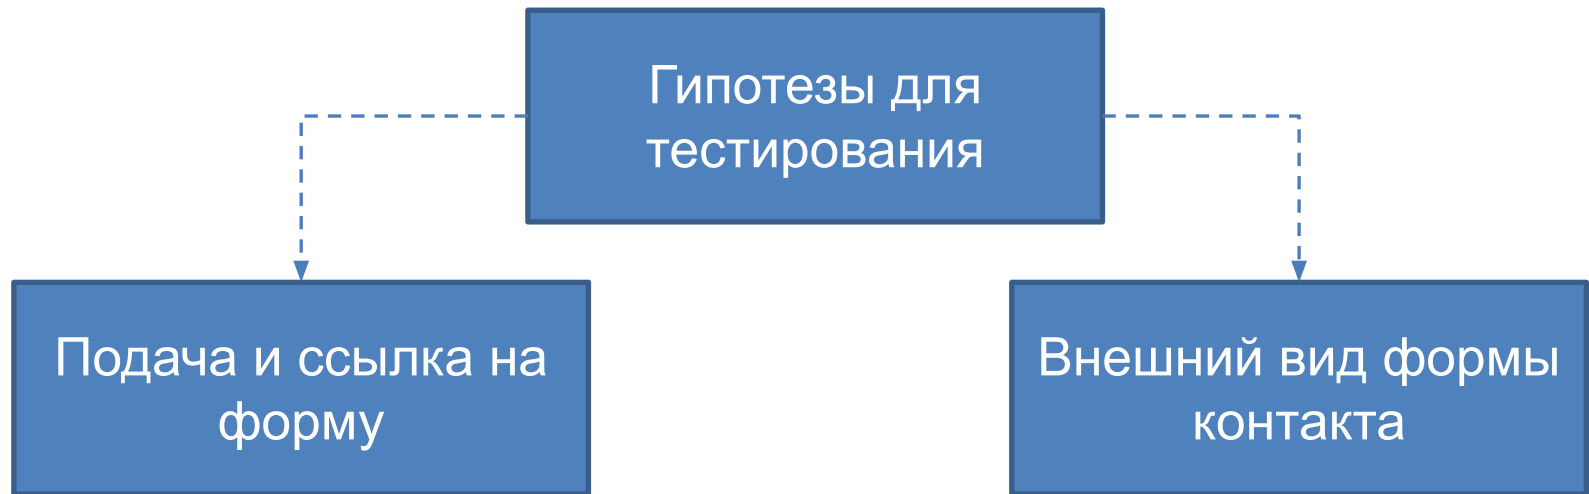 Гипотезы для
тестирования
Подача и ссылка на
форму
Внешний вид формы
контакта